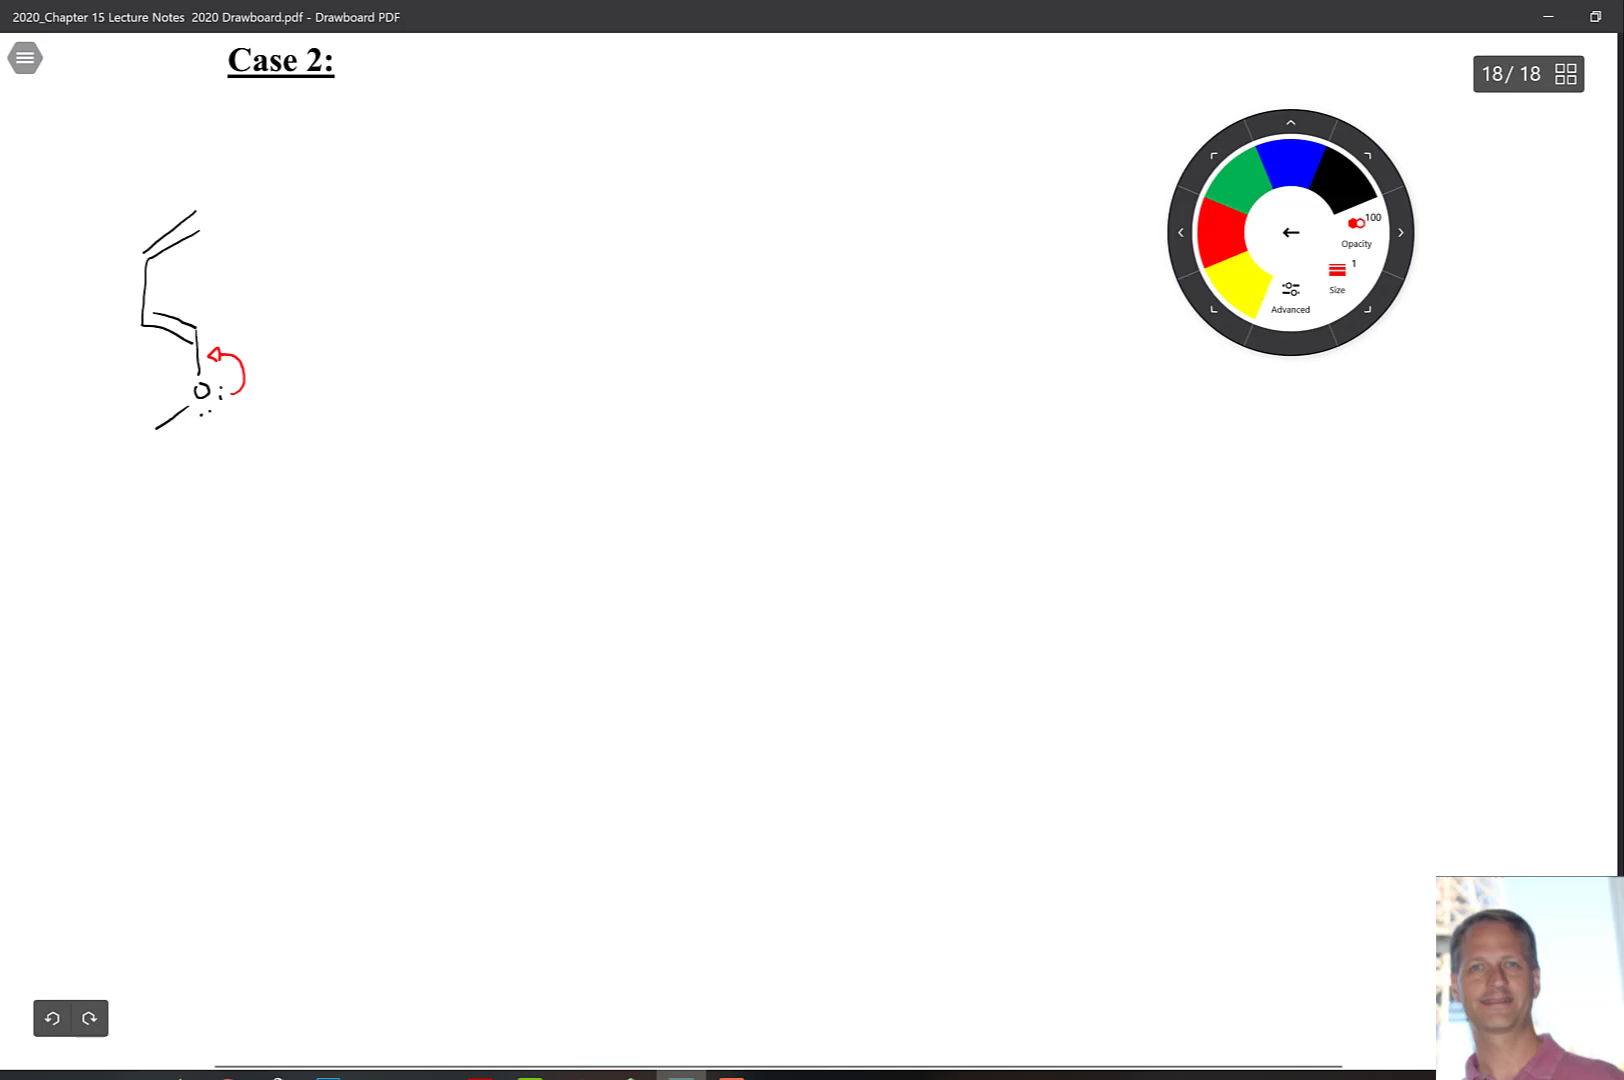 2020_Chapter 15 Lecture Notes 2020 Drawboard.pdf - Drawboard PDF
Case 2:
18/ 18
100
Opacity
1
Size
Advanced
O